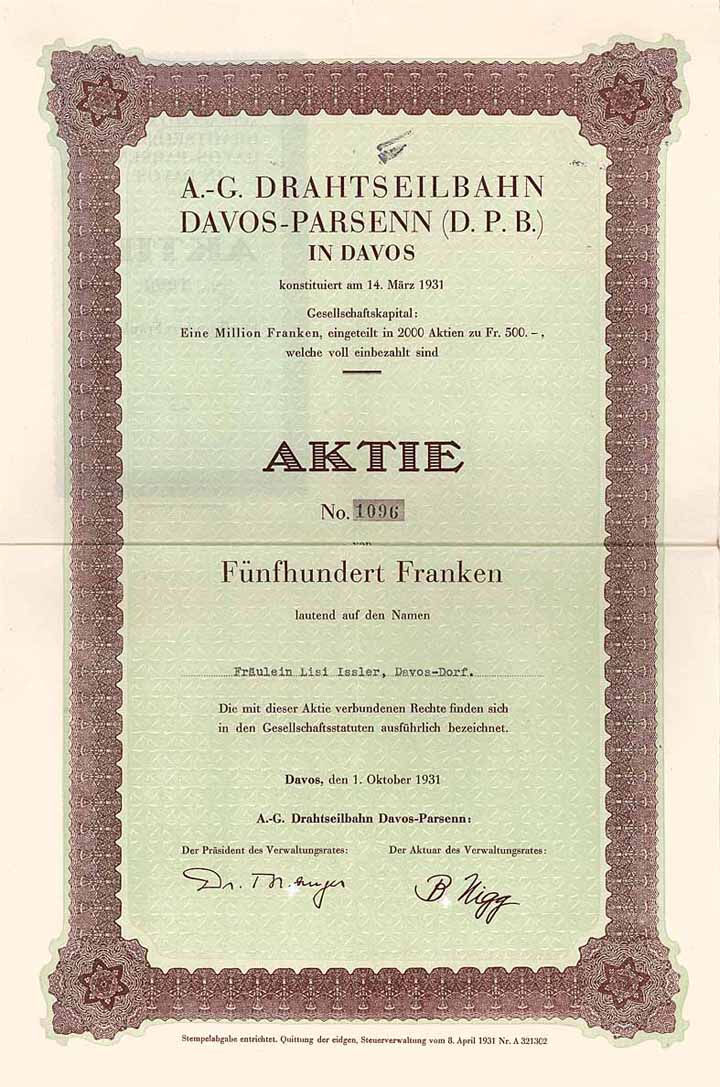 A.-G. DRAHTSEILBAHN
DAVOS-PARSENN (D. P. B.)
IN DAVOS
konstituiert am 14. März 1931
Gesellschaftskapital:
Eine Million Franken, eingeteilt in 2000 Aktien zu Fr. 500.–,
welche voll einbezahlt sind
AKTIE
No. 1096
von
Fünfhundert Franken
lautend auf den Namen
Fräulein Lisi Issler, Davos-Dorf.
Die mit dieser Aktie verbundenen Rechte finden sich
in den Gesellschaftsstatuten ausführlich bezeichnet.
Davos, den 1. Oktober 1931
A.-G. Drahtseilbahn Davos-Parsenn:
Der Präsident des Verwaltungsrates: Der Aktuar des Verwaltungsrates:
Dr. B. Nigg
Stempelabgabe entrichtet. Quittung der eidgen. Steuerverwaltung vom 8. April 1931 Nr. A 321302